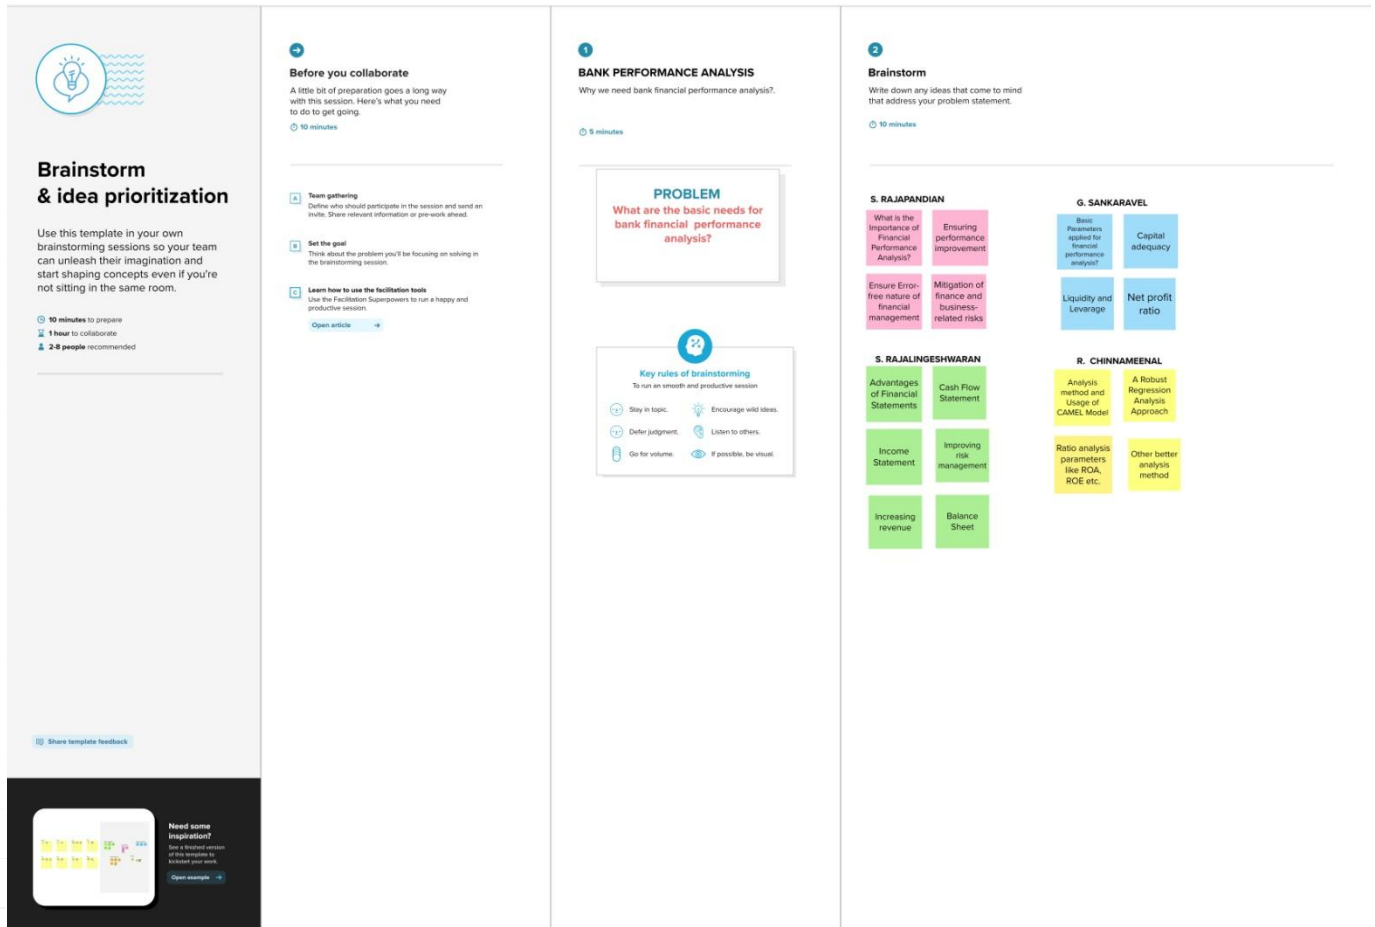 Brainstorm
& idea prioritization
Use this template in your own
brainstorming sessions so your team
can unleash their imagination and
start shaping concepts even if you're
not sitting in the same room.
10 minutes to prepare
1 hour to collaborate
2-8 people recommended
Share template feedback
Need some
inspiration?
See a finished version
of this template to
kickstart your work.
Open example
Before you collaborate
A little bit of preparation goes a long way
with this session. Here's what you need
to do to get going.
10 minutes
A
Team gathering
Define who should participate in the session and send an
invite. Share relevant information or pre-work ahead.
B
Set the goal
Think about the problem you'll be focusing on solving in
the brainstorming session.
C
Learn how to use the facilitation tools
Use the Facilitation Superpowers to run a happy and
productive session.
Open article
1
BANK PERFORMANCE ANALYSIS
Why we need bank financial performance analysis?.
5 minutes
PROBLEM
What are the basic needs for
bank financial performance
analysis?
Key rules of brainstorming
To run an smooth and productive session
Stay in topic.
Encourage wild ideas.
Defer judgment.
Listen to others.
Go for volume.
If possible, be visual.
2
Brainstorm
Write down any ideas that come to mind
that address your problem statement.
10 minutes
S. RAJAPANDIAN
What is the
Importance of
Financial
Performance
Analysis?
Ensuring
performance
improvement
Ensure Error-
free nature of
financial
management
Mitigation of
finance and
business-
related risks
G. SANKARAVEL
Basic
Parameters
applied for
financial
performance
analysis?
Capital
adequacy
Liquidity and
Levarage
Net profit
ratio
S. RAJALINGESHWARAN
Advantages
of Financial
Statements
Cash Flow
Statement
Income
Statement
Improving
risk
management
Increasing
revenue
Balance
Sheet
R. CHINNAMEENAL
Analysis
method and
Usage of
CAMEL Model
A Robust
Regression
Analysis
Approach
Ratio analysis
parameters
like ROA,
ROE etc.
Other better
analysis
method